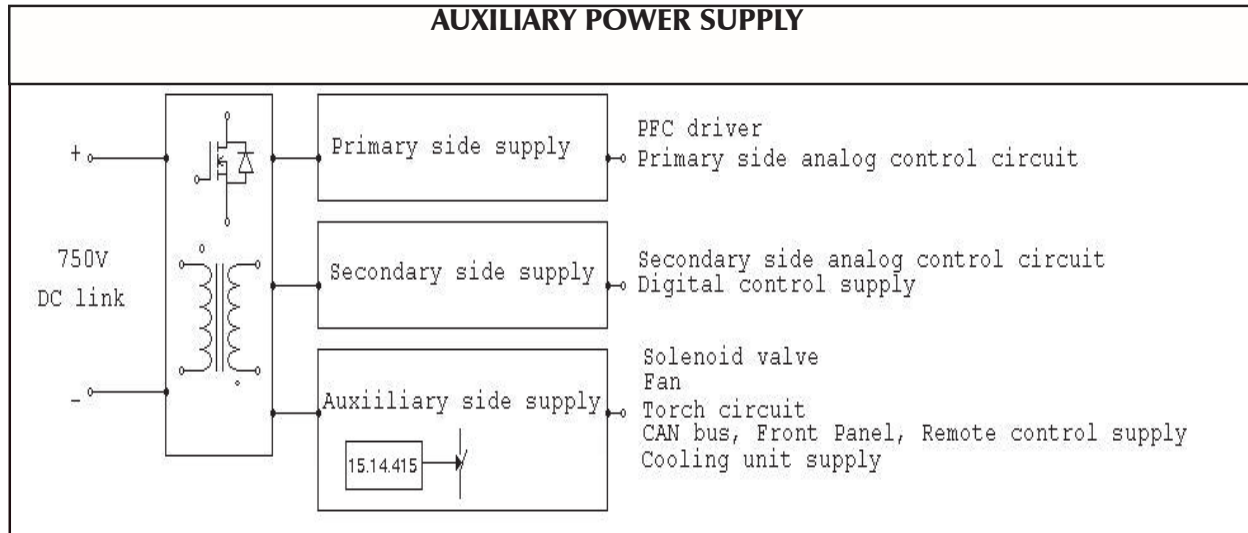 AUXILIARY POWER SUPPLY
+
750V
DC link
–
Primary side supply
PFC driver
Primary side analog control circuit
Secondary side supply
Secondary side analog control circuit
Digital control supply
Auxiiliary side supply
15.14.415
Solenoid valve
Fan
Torch circuit
CAN bus, Front Panel, Remote control supply
Cooling unit supply